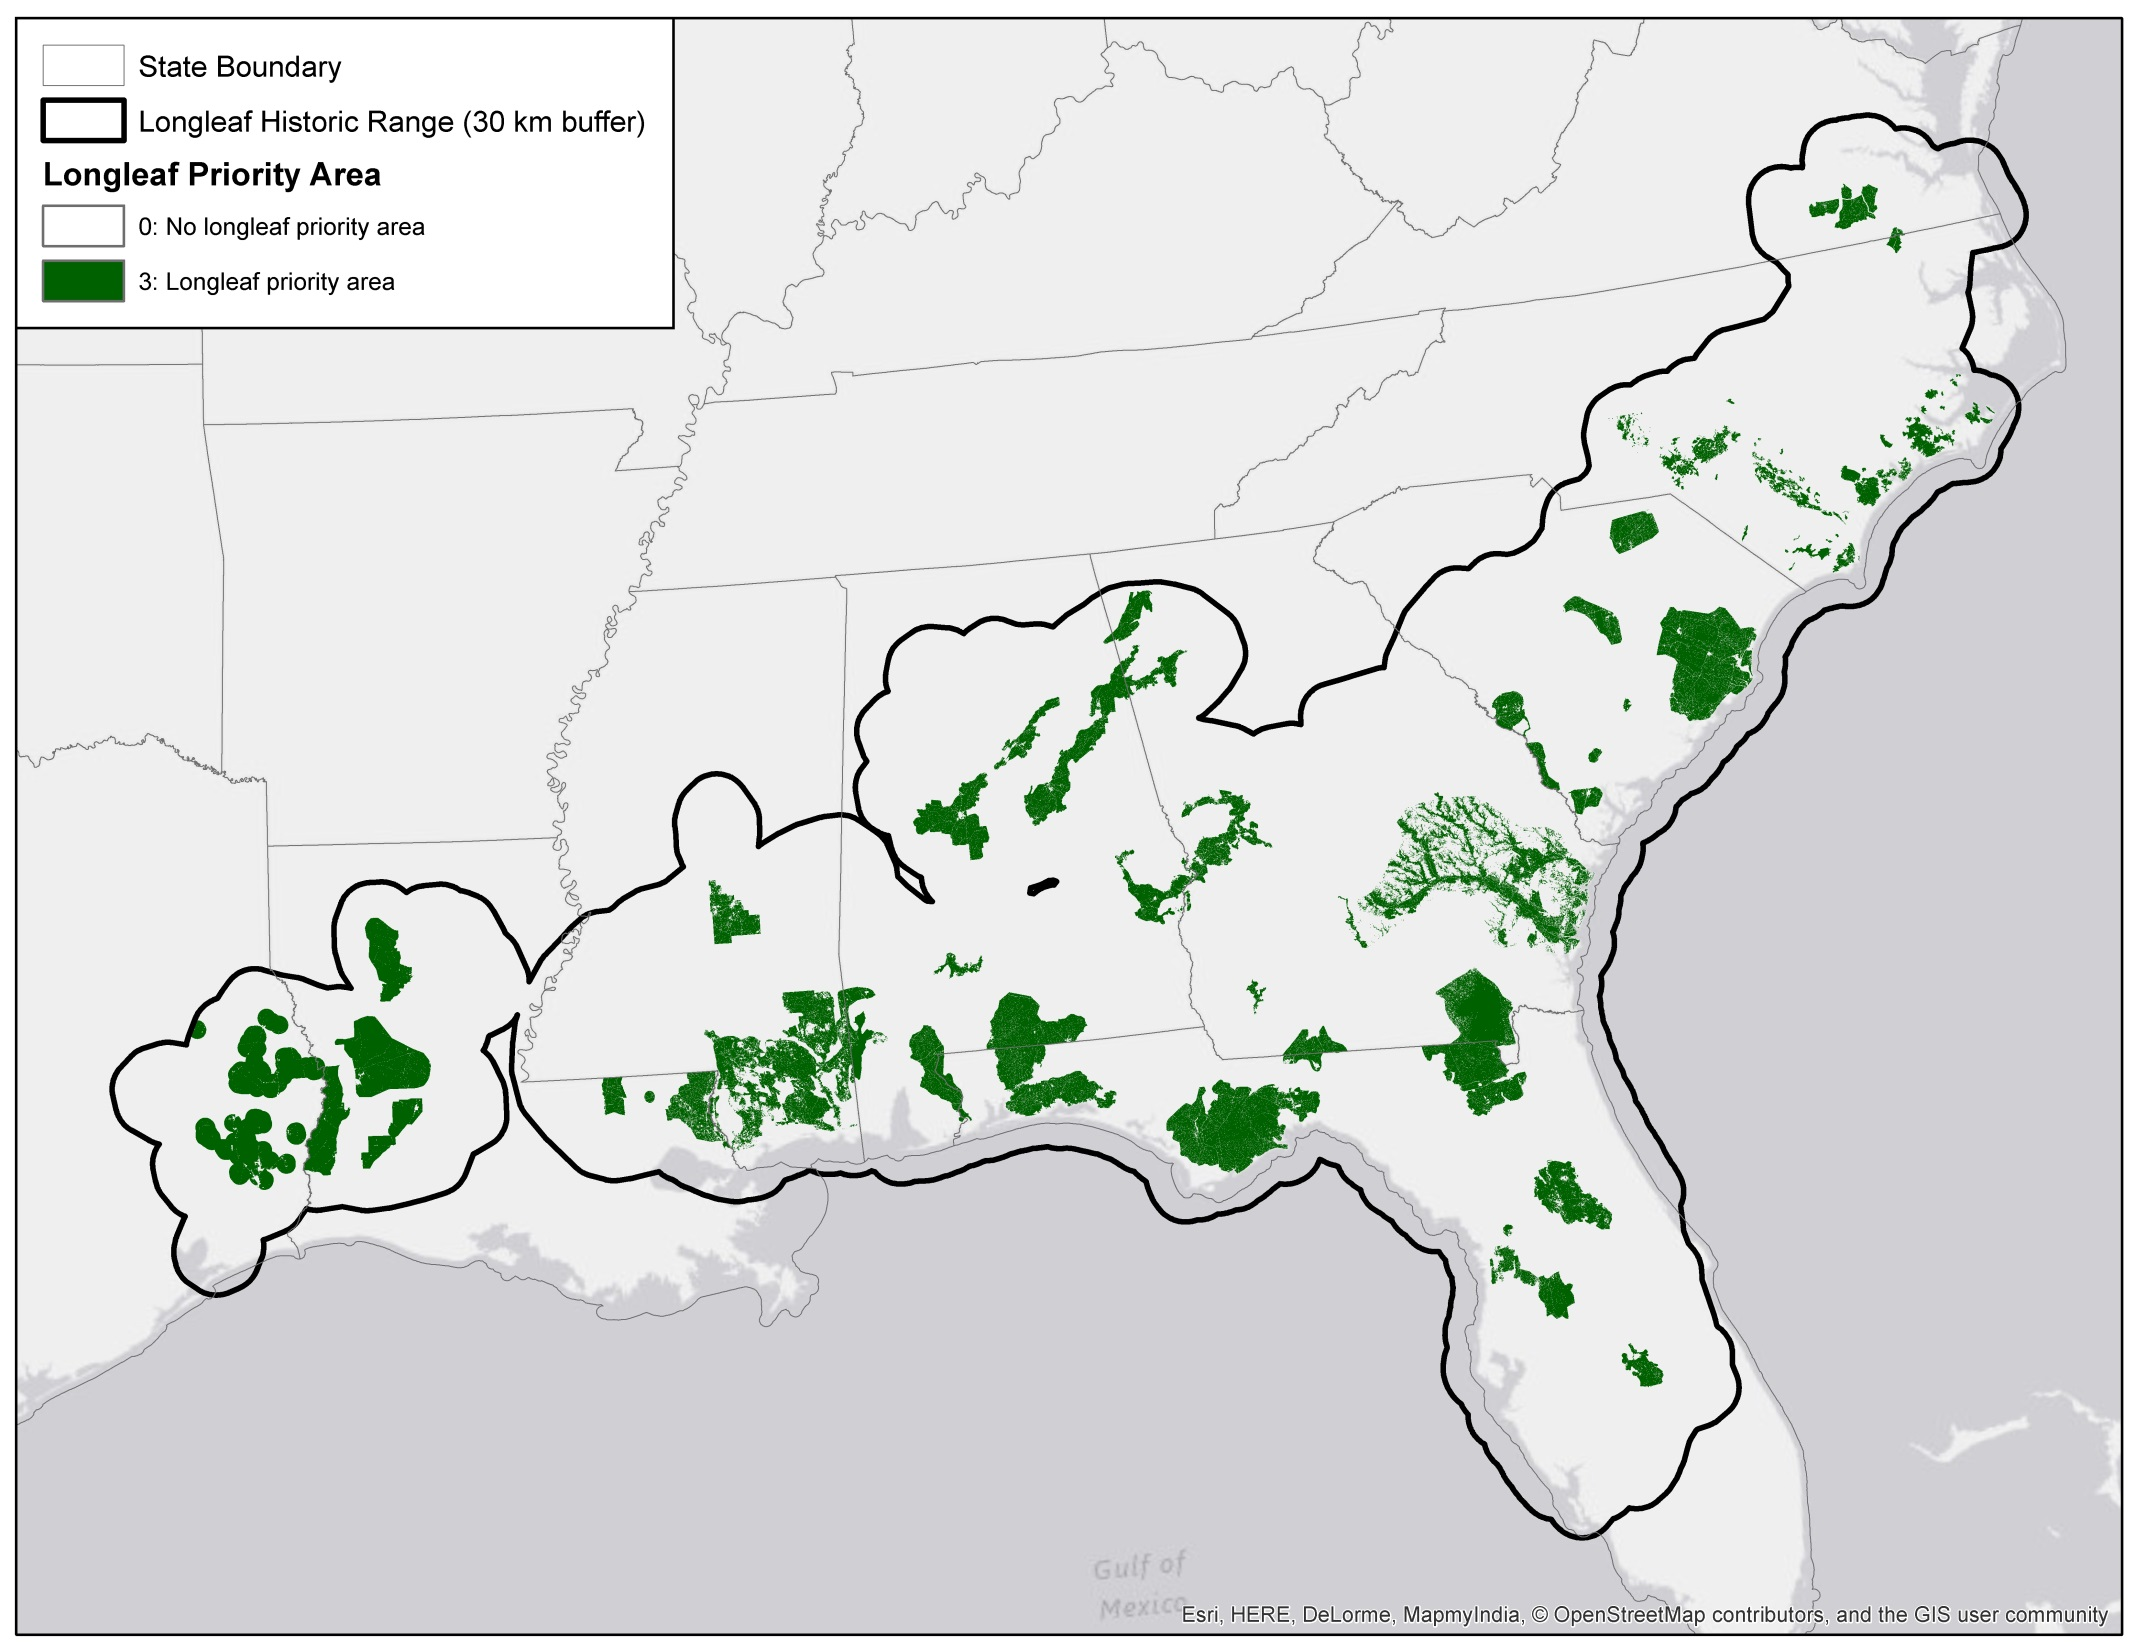 State Boundary
Longleaf Historic Range (30 km buffer)
Longleaf Priority Area
0: No longleaf priority area
3: Longleaf priority area
Gulf of
Mexico
Esri, HERE, DeLorme, MapmyIndia, © OpenStreetMap contributors, and the GIS user community